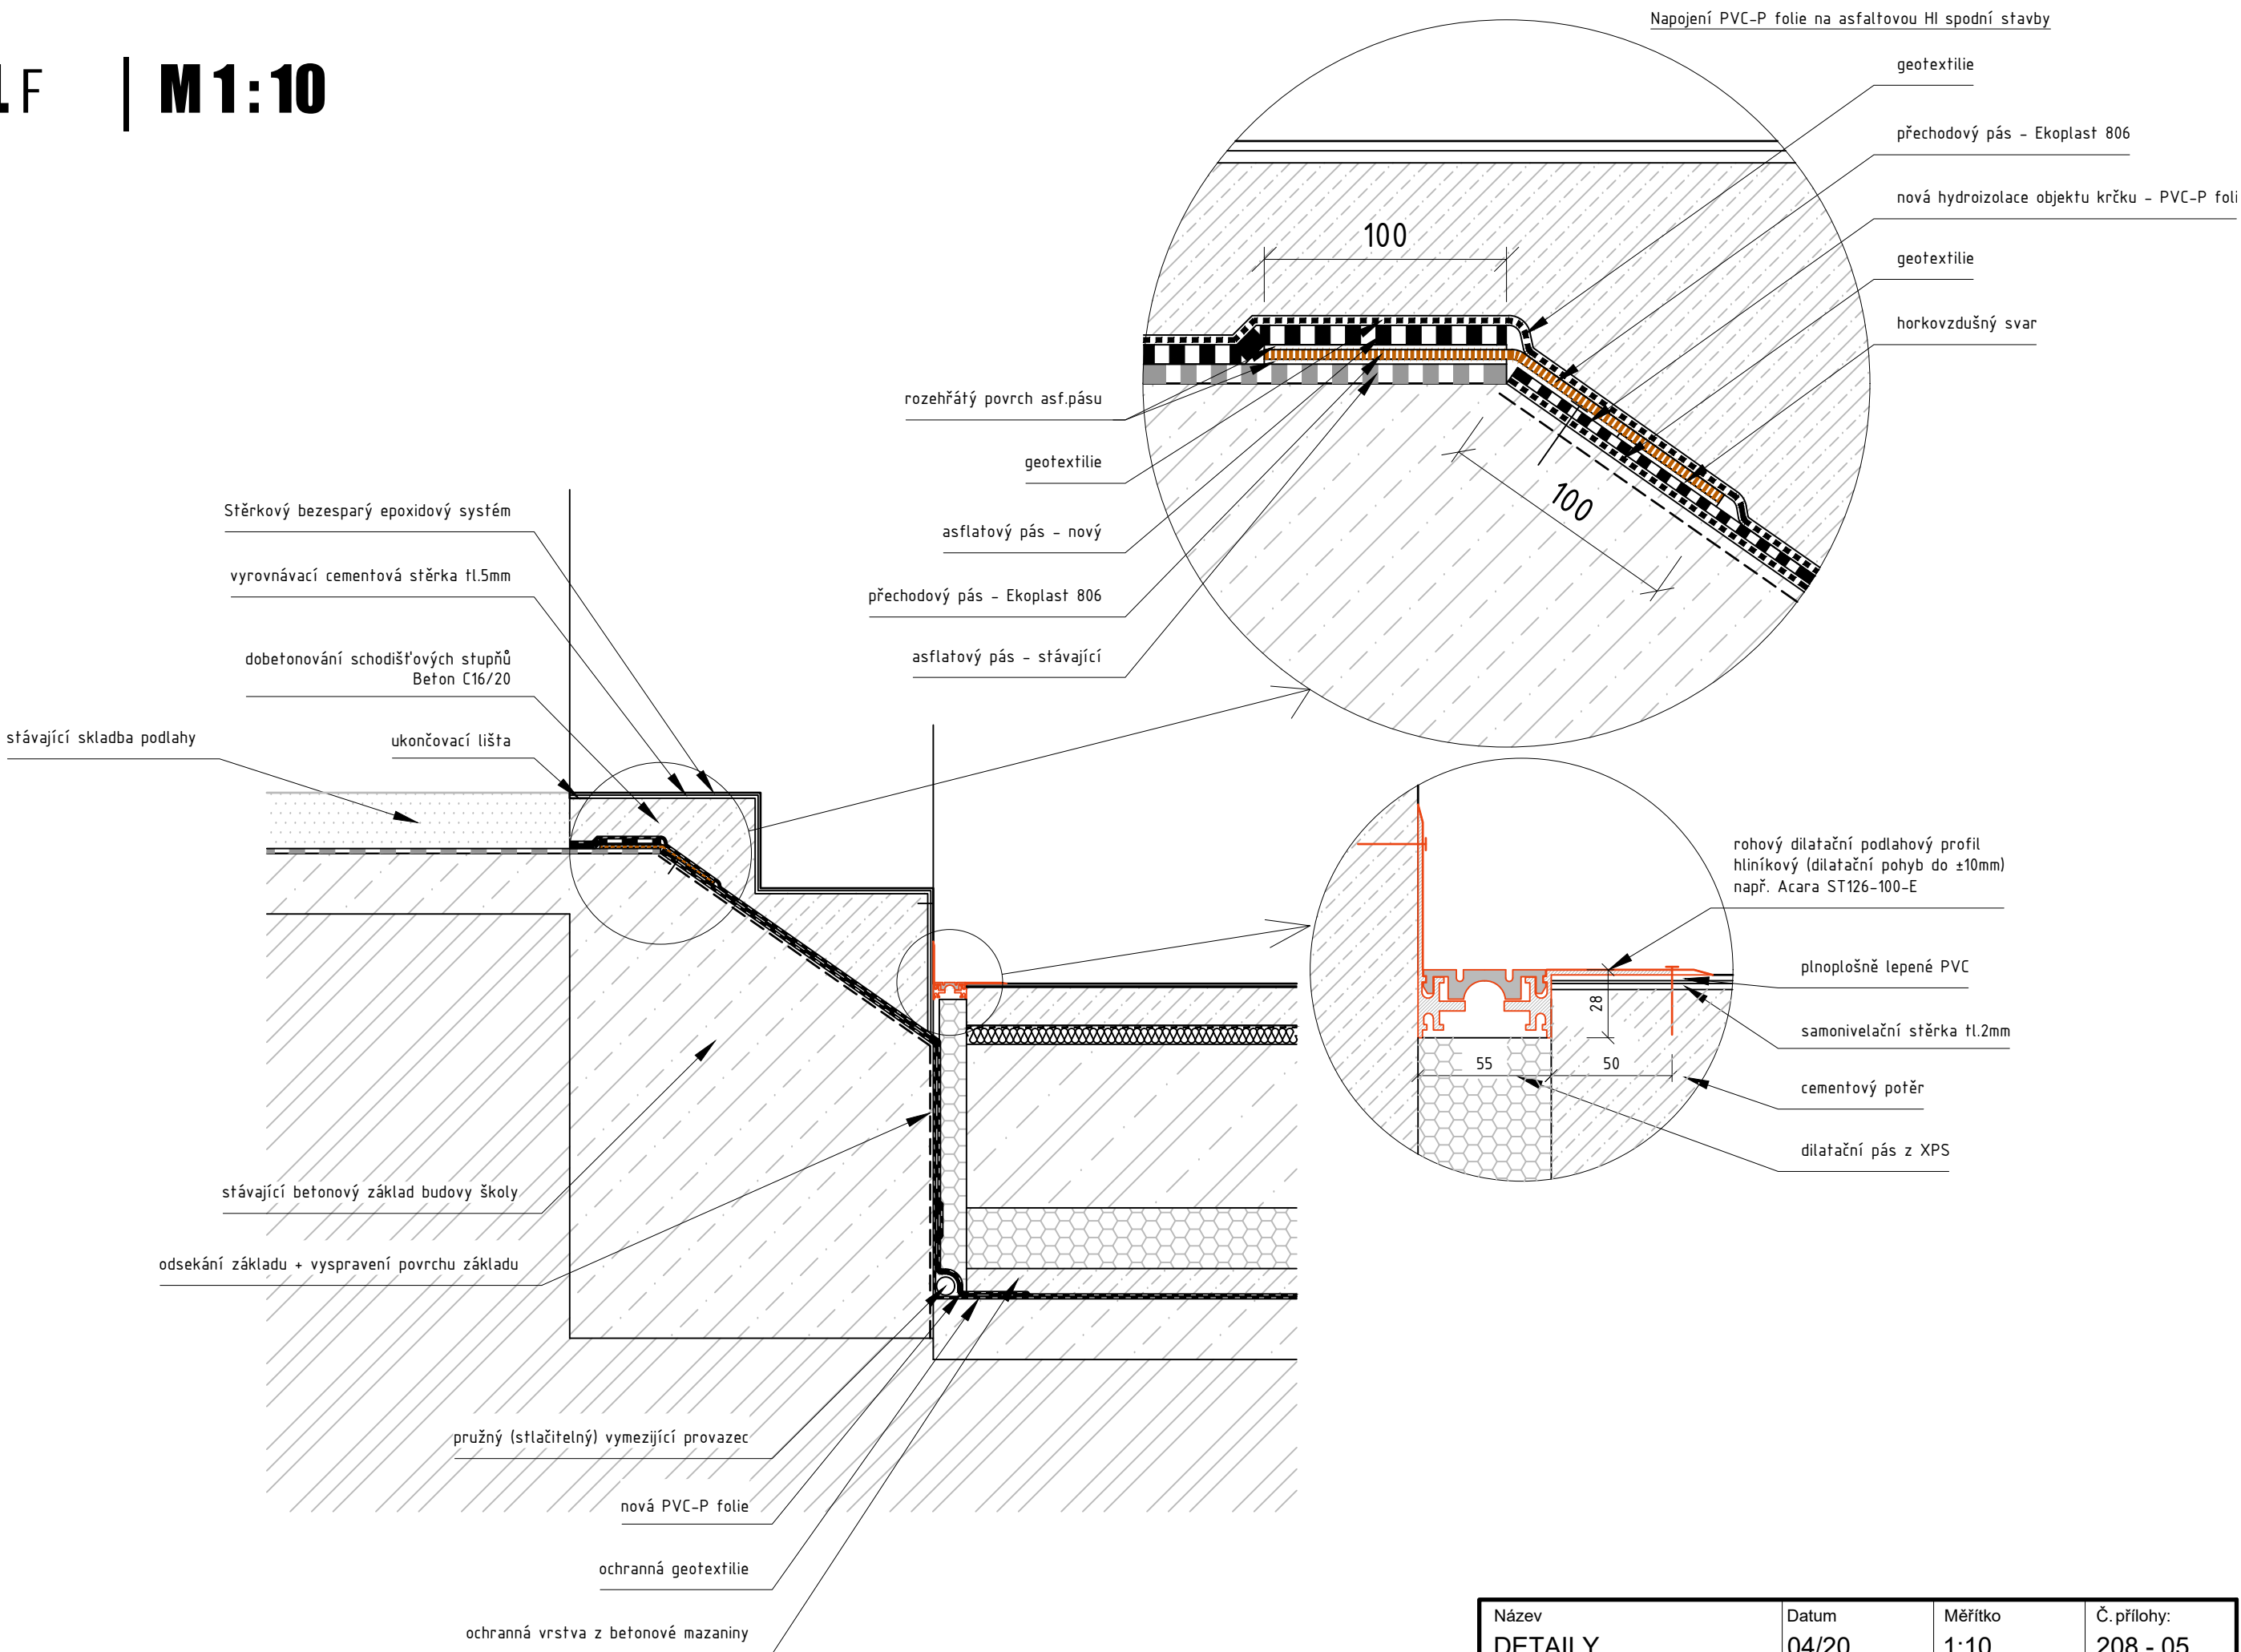 F | M 1:10
Napojení PVC-P folie na asfaltovou HI spodní stavby
geotextilie
přechodový pás - Ekoplast 806
nová hydroizolace objektu krčku - PVC-P foli
geotextilie
horkovzdušný svar
100
100
rozehřátý povrch asf.pásu
geotextilie
asflatový pás - nový
přechodový pás - Ekoplast 806
asflatový pás - stávající
Stěrkový bezesparý epoxidový systém
vyrovnávací cementová stěrka tl.5mm
dobetonování schodišťových stupňů
Beton C16/20
stávající skladba podlahy
ukončovací lišta
rohový dilatační podlahový profil
hliníkový (dilatační pohyb do ±10mm)
např. Acara ST126-100-E
plnoplošně lepené PVC
samonivelační stěrka tl.2mm
cementový potěr
dilatační pás z XPS
28
55
50
stávající betonový základ budovy školy
odsekání základu + vyspravení povrchu základu
pružný (stlačitelný) vymezijící provazec
nová PVC-P folie
ochranná geotextilie
ochranná vrstva z betonové mazaniny
Název Datum Měřítko Č.přílohy:
DETAILY 04/20 1:10 208 - 05